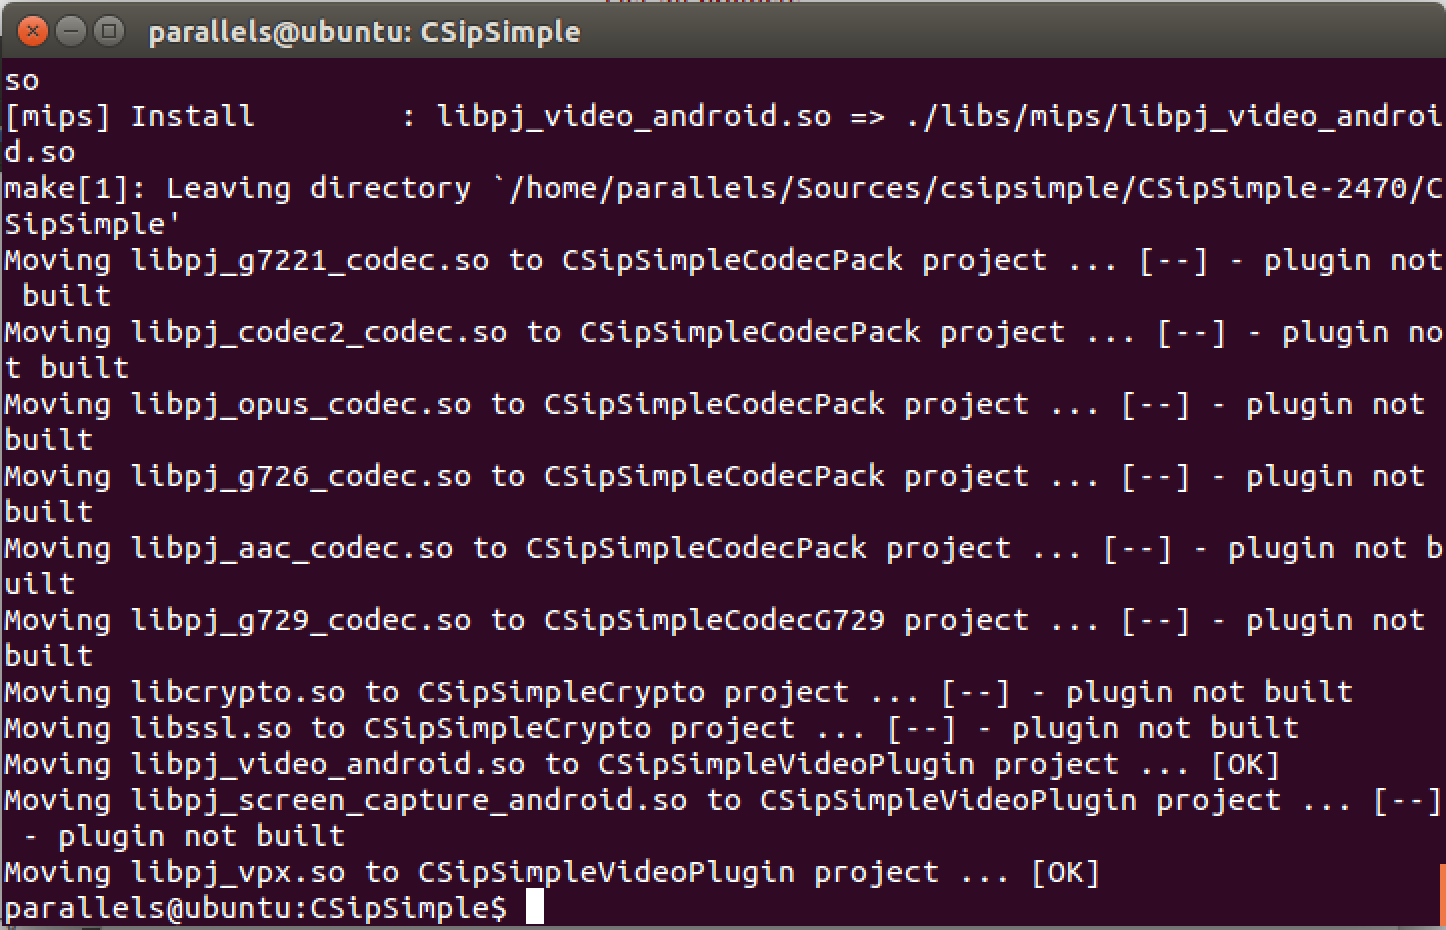 parallels@ubuntu: CSipSimple
so
[mips] Install        : libpj_video_android.so => ./libs/mips/libpj_video_androi
d.so
make[1]: Leaving directory `/home/parallels/Sources/csipsimple/CSipSimple-2470/C
SipSimple'
Moving libpj_g7221_codec.so to CSipSimpleCodecPack project ... [--] - plugin not
 built
Moving libpj_codec2_codec.so to CSipSimpleCodecPack project ... [--] - plugin no
t built
Moving libpj_opus_codec.so to CSipSimpleCodecPack project ... [--] - plugin not
built
Moving libpj_g726_codec.so to CSipSimpleCodecPack project ... [--] - plugin not
built
Moving libpj_aac_codec.so to CSipSimpleCodecPack project ... [--] - plugin not b
uilt
Moving libpj_g729_codec.so to CSipSimpleCodecG729 project ... [--] - plugin not
built
Moving libcrypto.so to CSipSimpleCrypto project ... [--] - plugin not built
Moving libssl.so to CSipSimpleCrypto project ... [--] - plugin not built
Moving libpj_video_android.so to CSipSimpleVideoPlugin project ... [OK]
Moving libpj_screen_capture_android.so to CSipSimpleVideoPlugin project ... [--]
 - plugin not built
Moving libpj_vpx.so to CSipSimpleVideoPlugin project ... [OK]
parallels@ubuntu:CSipSimple$